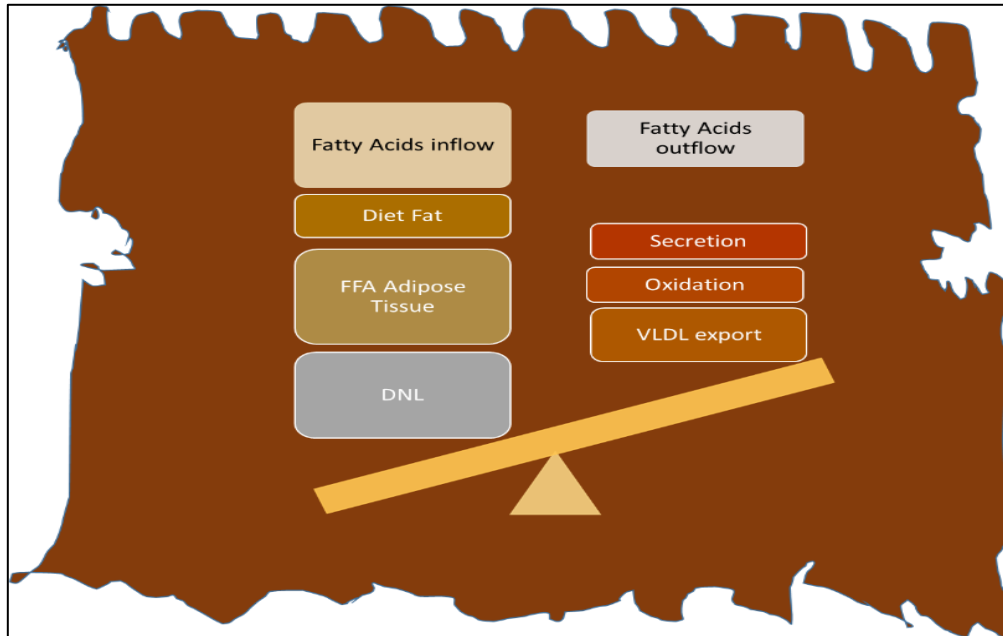 Fatty Acids inflow
Diet Fat
FFA Adipose
Tissue
DNL
Fatty Acids
outflow
Secretion
Oxidation
VLDL export